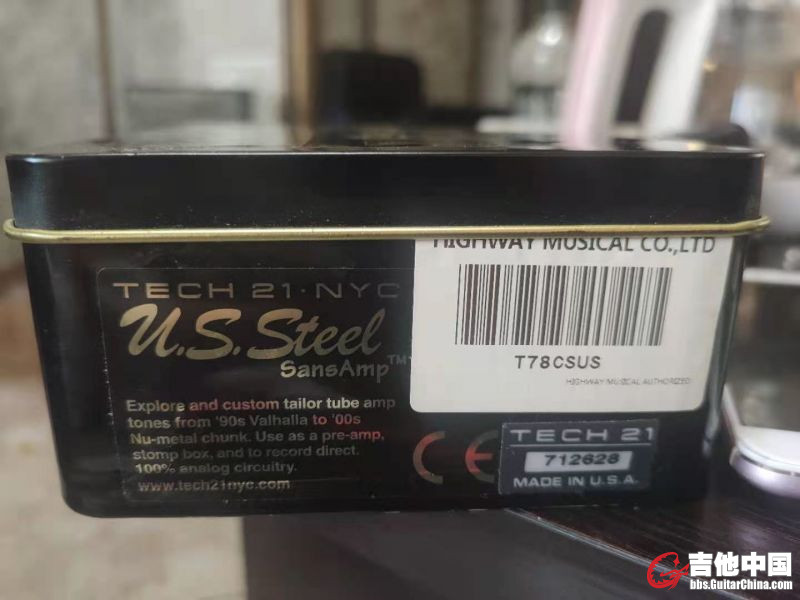 HIGHWAY MUSICAL CO.,LTD
T78CSUS
HIGHWAY MUSICAL AUTHORIZED
TECH 21·NYC
U.S. Steel
SansAmp™
Explore and custom tailor tube amp
tones from '90s Valhalla to '00s
Nu-metal chunk. Use as a pre-amp,
stomp box, and to record direct.
100% analog circuitry.
www.tech21nyc.com
CE
TECH 21
712628
MADE IN U.S.A.
吉他中国
bbs.GuitarChina.com